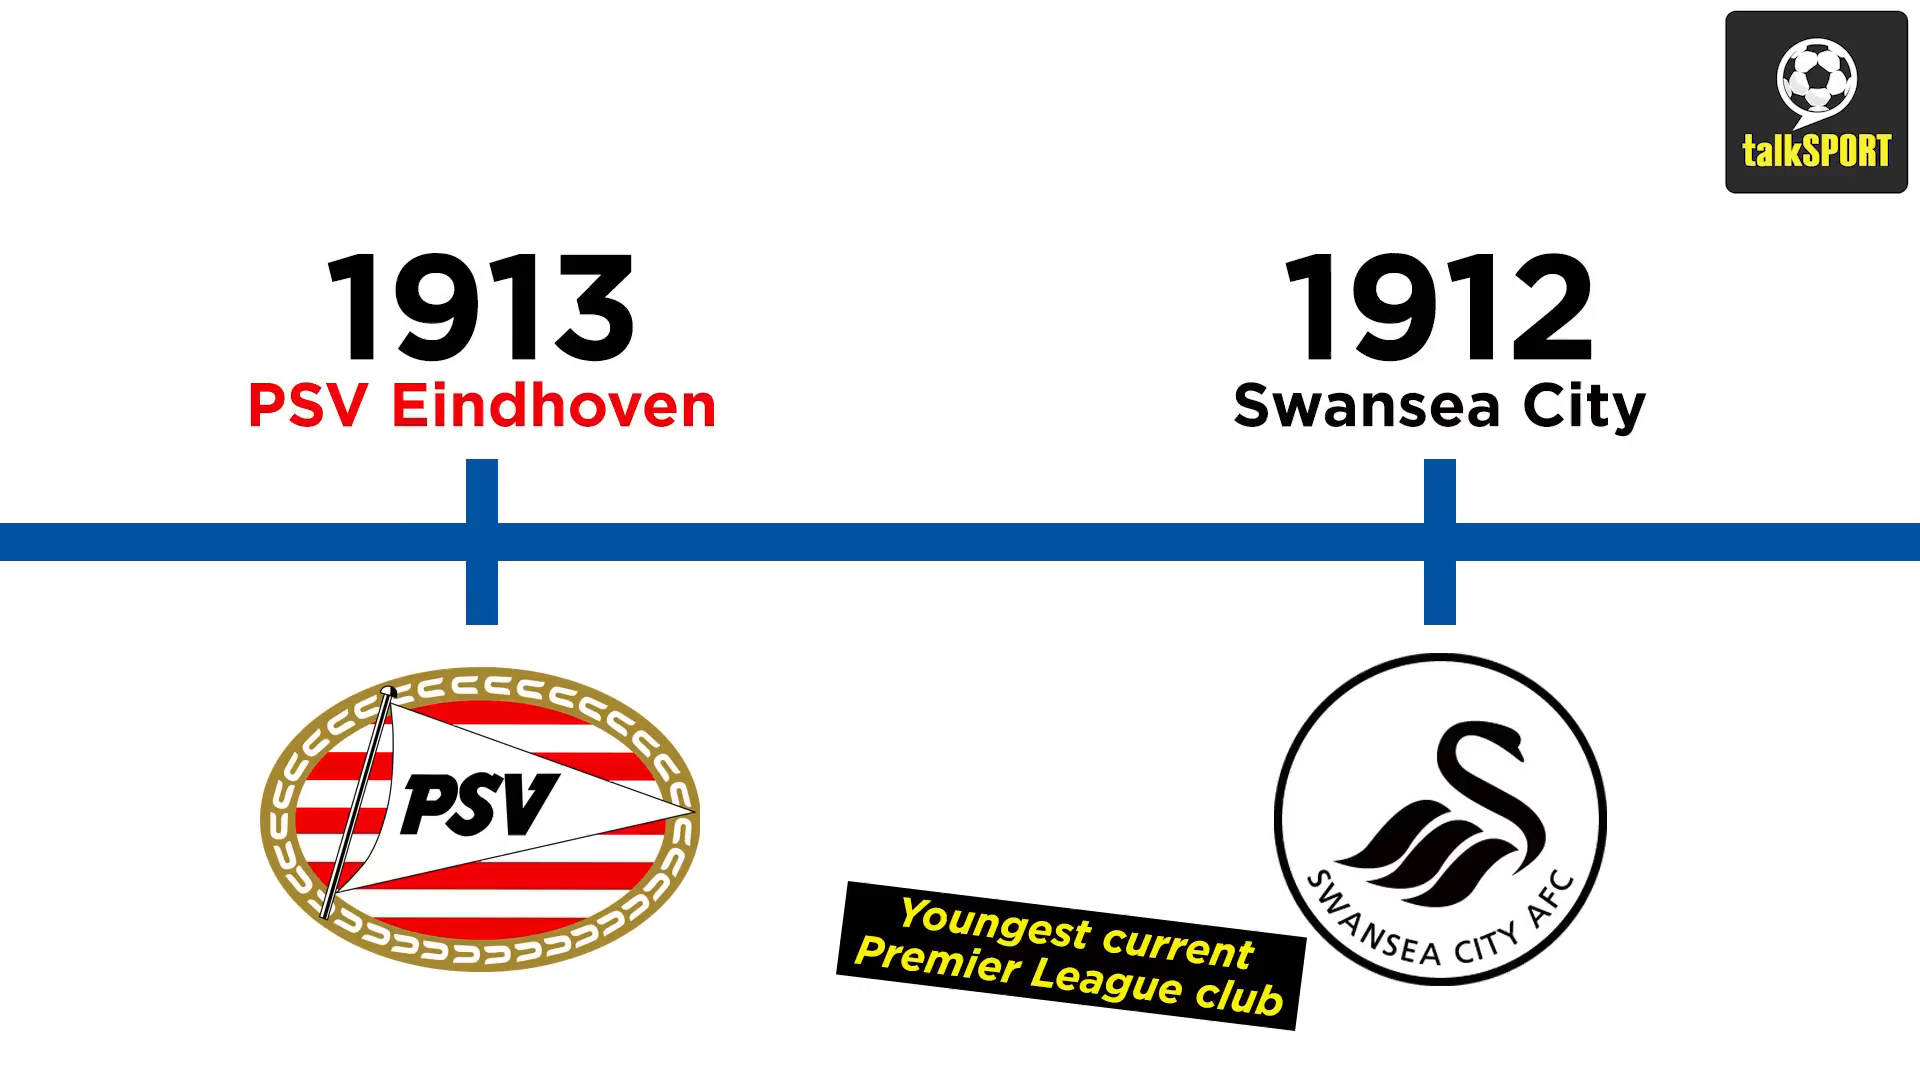 talkSPORT
1913
PSV Eindhoven
1912
Swansea City
PSV
SWANSEA CITY AFC
Youngest current
Premier League club